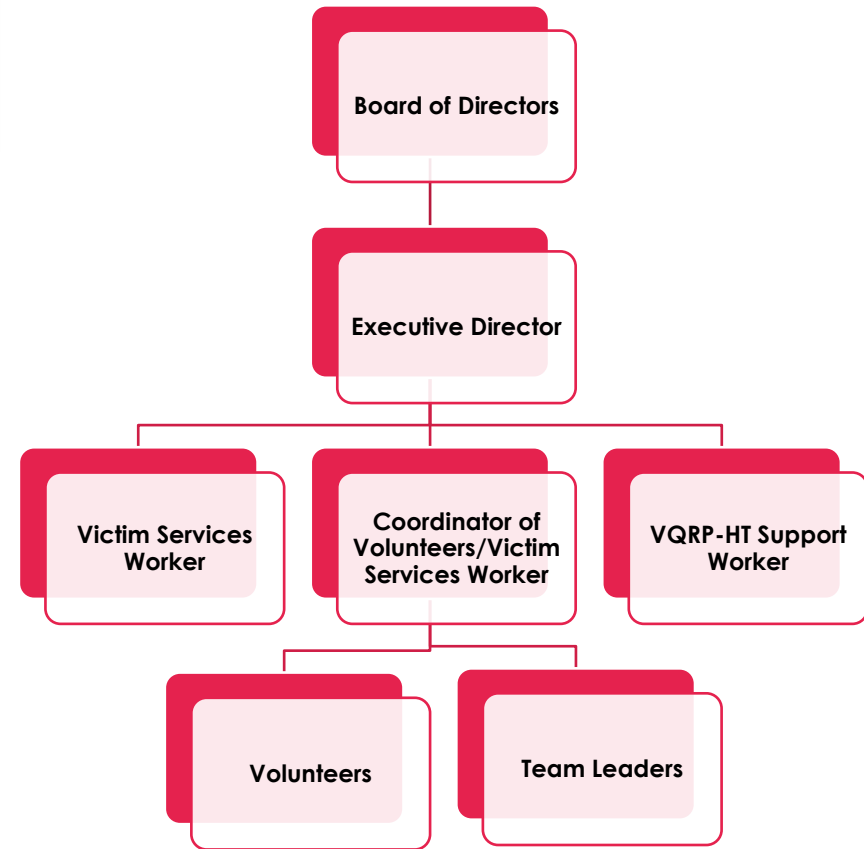 Board of Directors
Executive Director
Victim Services
Worker
Coordinator of
Volunteers/Victim
Services Worker
VQRP-HT Support
Worker
Volunteers
Team Leaders